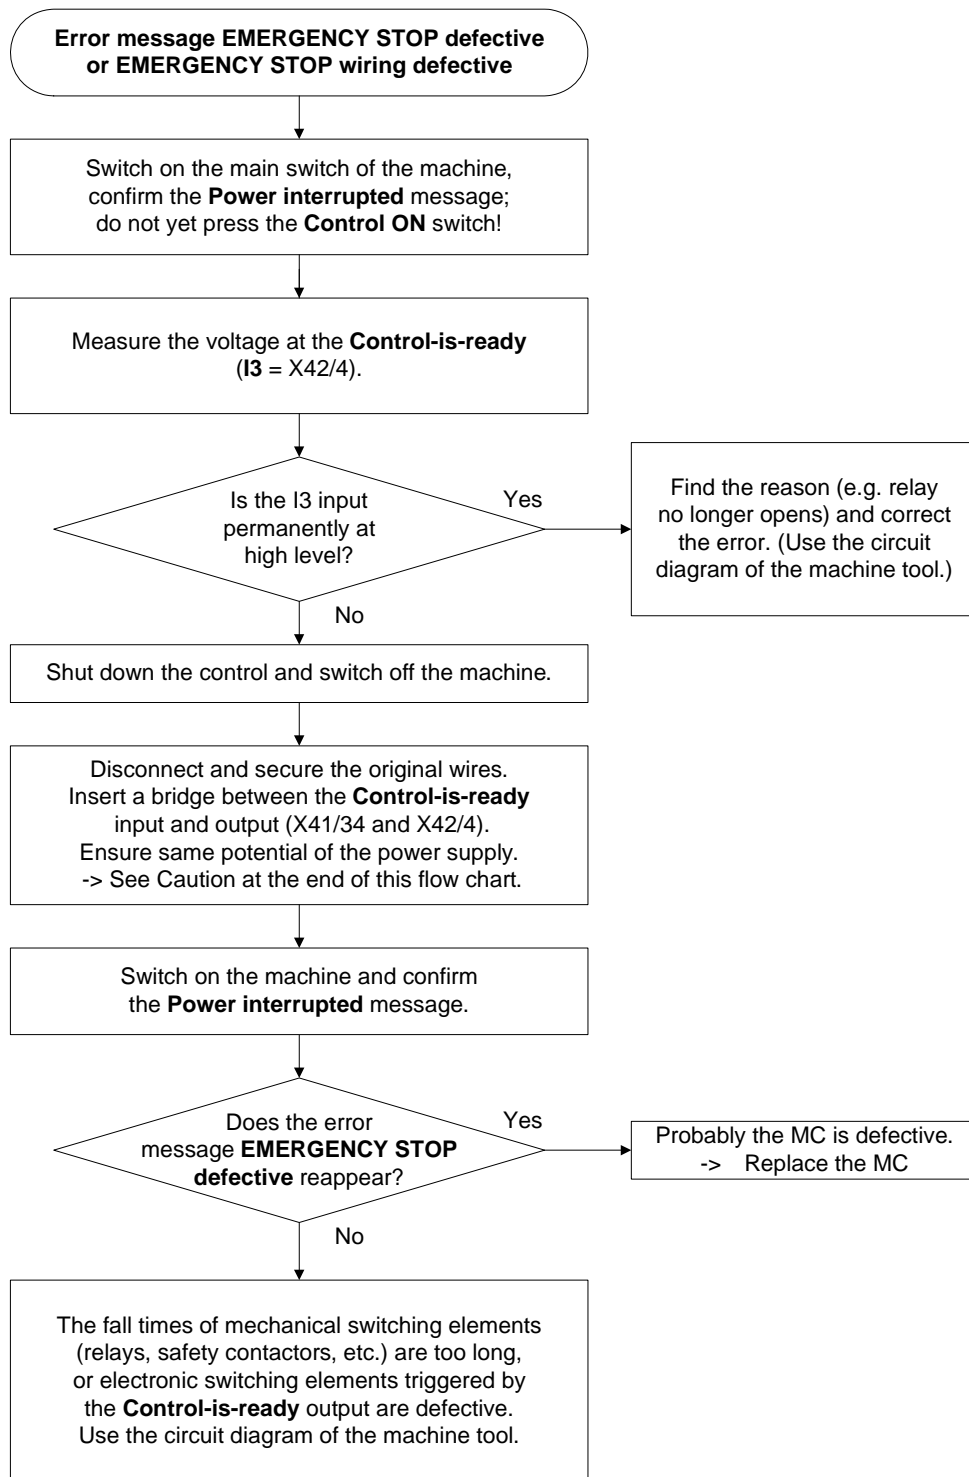 Error message EMERGENCY STOP defective
or EMERGENCY STOP wiring defective
Switch on the main switch of the machine,
confirm the Power interrupted message;
do not yet press the Control ON switch!
Measure the voltage at the Control-is-ready
(I3 = X42/4).
Is the I3 input
permanently at
high level?
Yes
Find the reason (e.g. relay
no longer opens) and correct
the error. (Use the circuit
diagram of the machine tool.)
No
Shut down the control and switch off the machine.
Disconnect and secure the original wires.
Insert a bridge between the Control-is-ready
input and output (X41/34 and X42/4).
Ensure same potential of the power supply.
-> See Caution at the end of this flow chart.
Switch on the machine and confirm
the Power interrupted message.
Does the error
message EMERGENCY STOP
defective reappear?
Yes
Probably the MC is defective.
-> Replace the MC
No
The fall times of mechanical switching elements
(relays, safety contactors, etc.) are too long,
or electronic switching elements triggered by
the Control-is-ready output are defective.
Use the circuit diagram of the machine tool.